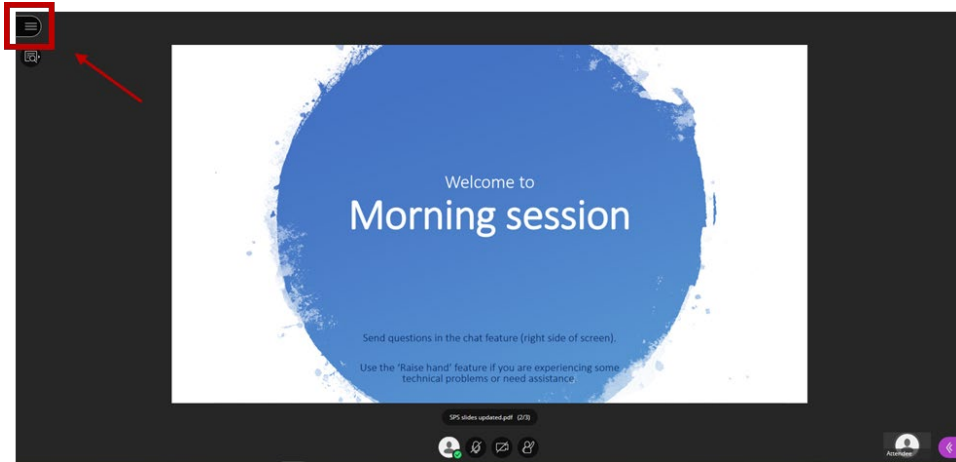 Welcome to
Morning session
Send questions in the chat feature (right side of screen).
Use the 'Raise hand' feature if you are experiencing some
technical problems or need assistance.
SPS slides updated.pdf (2/3)
Attendee